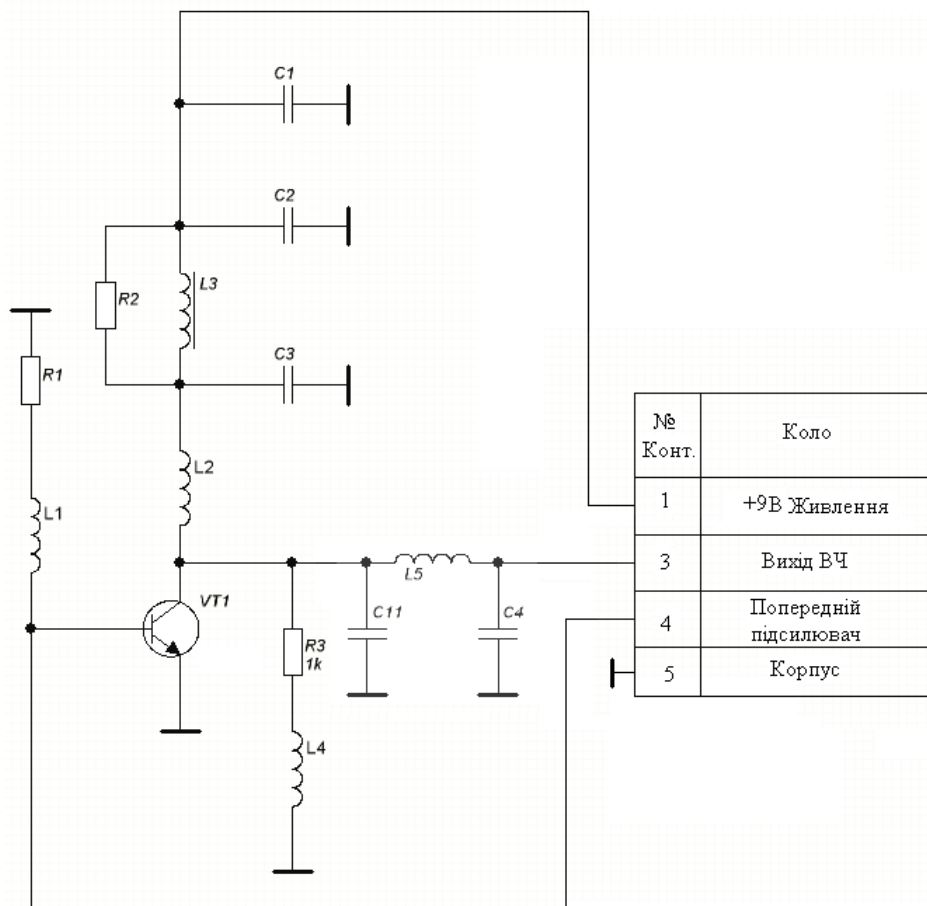 C1
C2
L3
R2
C3
R1
L2
L1
L5
VT1
C11
C4
R3
1k
L4
№
Конт.
Коло
1
+9В Живлення
3
Вихід ВЧ
4
Попередній
підсилювач
5
Корпус